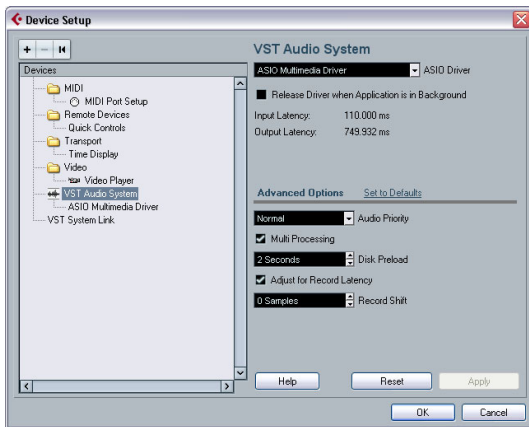 Device Setup
Devices
MIDI
MIDI Port Setup
Remote Devices
Quick Controls
Transport
Time Display
Video
Video Player
VST Audio System
ASIO Multimedia Driver
VST System Link
VST Audio System
ASIO Multimedia Driver ASIO Driver
Release Driver when Application is in Background
Input Latency: 110.000 ms
Output Latency: 749.932 ms
Advanced Options Set to Defaults
Normal Audio Priority
Multi Processing
2 Seconds Disk Preload
Adjust for Record Latency
0 Samples Record Shift
Help Reset Apply
OK Cancel